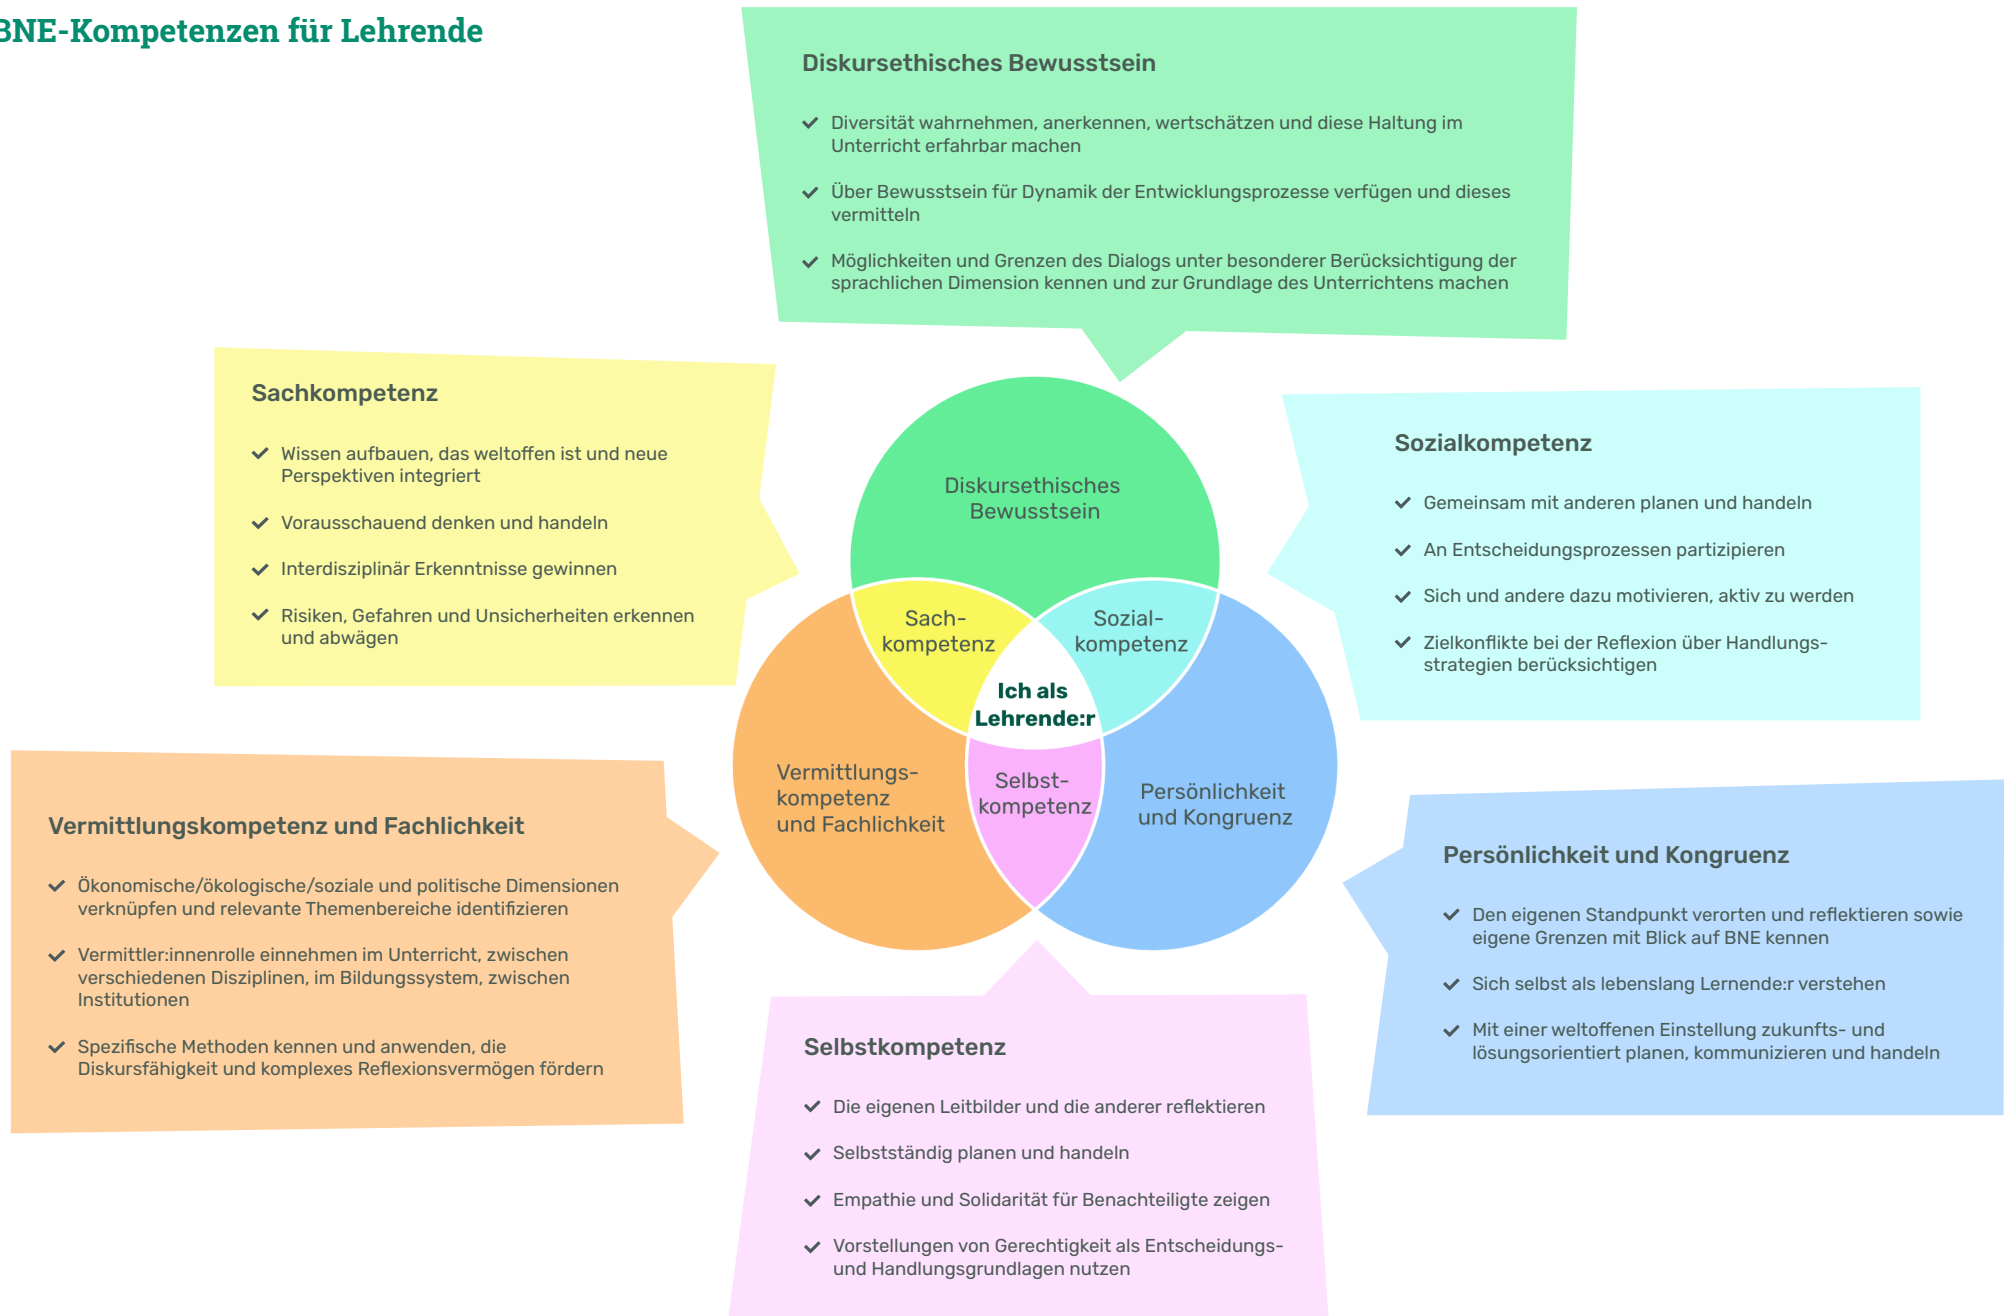 BNE-Kompetenzen für Lehrende
Diskursethisches Bewusstsein
Diversität wahrnehmen, anerkennen, wertschätzen und diese Haltung im
Unterricht erfahrbar machen
Über Bewusstsein für Dynamik der Entwicklungsprozesse verfügen und dieses
vermitteln
Möglichkeiten und Grenzen des Dialogs unter besonderer Berücksichtigung der
sprachlichen Dimension kennen und zur Grundlage des Unterrichtens machen
Sachkompetenz
Wissen aufbauen, das weltoffen ist und neue
Perspektiven integriert
Vorausschauend denken und handeln
Interdisziplinär Erkenntnisse gewinnen
Risiken, Gefahren und Unsicherheiten erkennen
und abwägen
Sozialkompetenz
Gemeinsam mit anderen planen und handeln
An Entscheidungsprozessen partizipieren
Sich und andere dazu motivieren, aktiv zu werden
Zielkonflikte bei der Reflexion über Handlungs-
strategien berücksichtigen
Diskursethisches
Bewusstsein
Sach-
kompetenz
Sozial-
kompetenz
Ich als
Lehrende:r
Vermittlungs-
kompetenz
und Fachlichkeit
Selbst-
kompetenz
Persönlichkeit
und Kongruenz
Vermittlungskompetenz und Fachlichkeit
Ökonomische/ökologische/soziale und politische Dimensionen
verknüpfen und relevante Themenbereiche identifizieren
Vermittler:innenrolle einnehmen im Unterricht, zwischen
verschiedenen Disziplinen, im Bildungssystem, zwischen
Institutionen
Spezifische Methoden kennen und anwenden, die
Diskursfähigkeit und komplexes Reflexionsvermögen fördern
Persönlichkeit und Kongruenz
Den eigenen Standpunkt verorten und reflektieren sowie
eigene Grenzen mit Blick auf BNE kennen
Sich selbst als lebenslang Lernende:r verstehen
Mit einer weltoffenen Einstellung zukunfts- und
lösungsorientiert planen, kommunizieren und handeln
Selbstkompetenz
Die eigenen Leitbilder und die anderer reflektieren
Selbstständig planen und handeln
Empathie und Solidarität für Benachteiligte zeigen
Vorstellungen von Gerechtigkeit als Entscheidungs-
und Handlungsgrundlagen nutzen